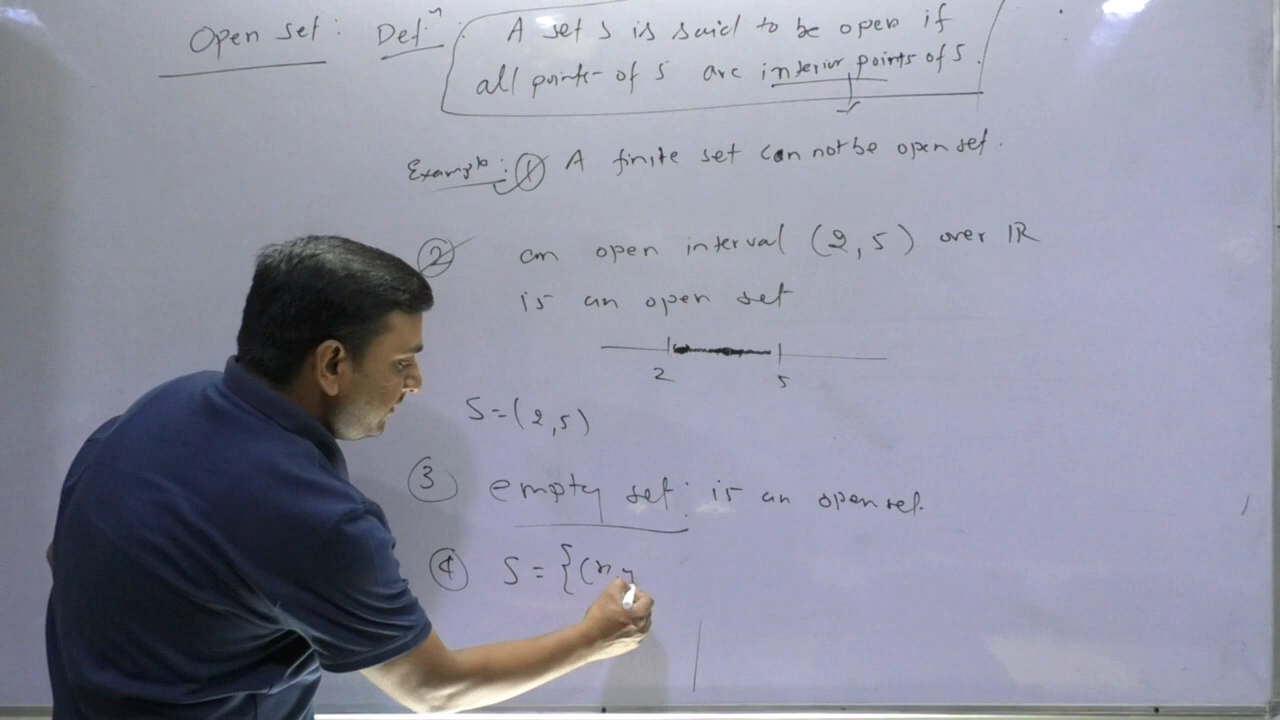 Open set: Defⁿ: A set S is said to be open if
all points of S are interior points of S.
Example: ① A finite set can not be open set.
② an open interval (2, 5) over IR
is an open set
2 5
S=(2,5)
③ empty set: is an open set.
④ S = {(x,y